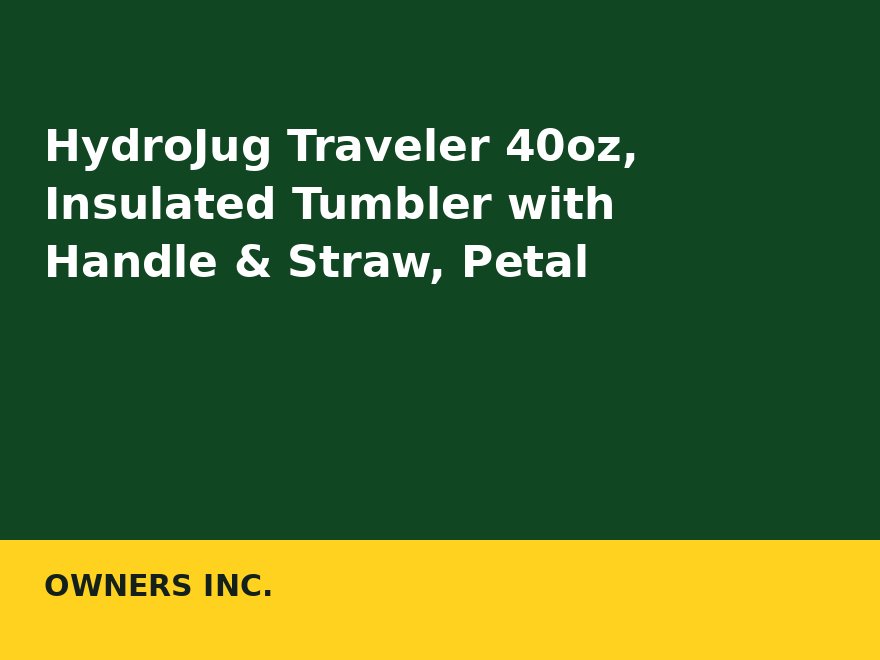 HydroJug Traveler 40oz,
Insulated Tumbler with
Handle & Straw, Petal
OWNERS INC.